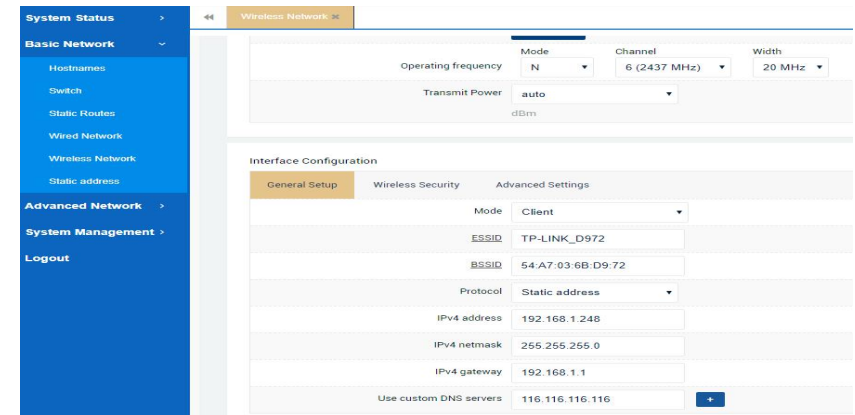 System Status
Basic Network
Hostnames
Switch
Static Routes
Wired Network
Wireless Network
Static address
Advanced Network
System Management
Logout
Wireless Network
Mode Channel Width
Operating frequency N 6 (2437 MHz) 20 MHz
Transmit Power auto
dBm
Interface Configuration
General Setup Wireless Security Advanced Settings
Mode Client
ESSID TP-LINK_D972
BSSID 54:A7:03:6B:D9:72
Protocol Static address
IPv4 address 192.168.1.248
IPv4 netmask 255.255.255.0
IPv4 gateway 192.168.1.1
Use custom DNS servers 116.116.116.116 +